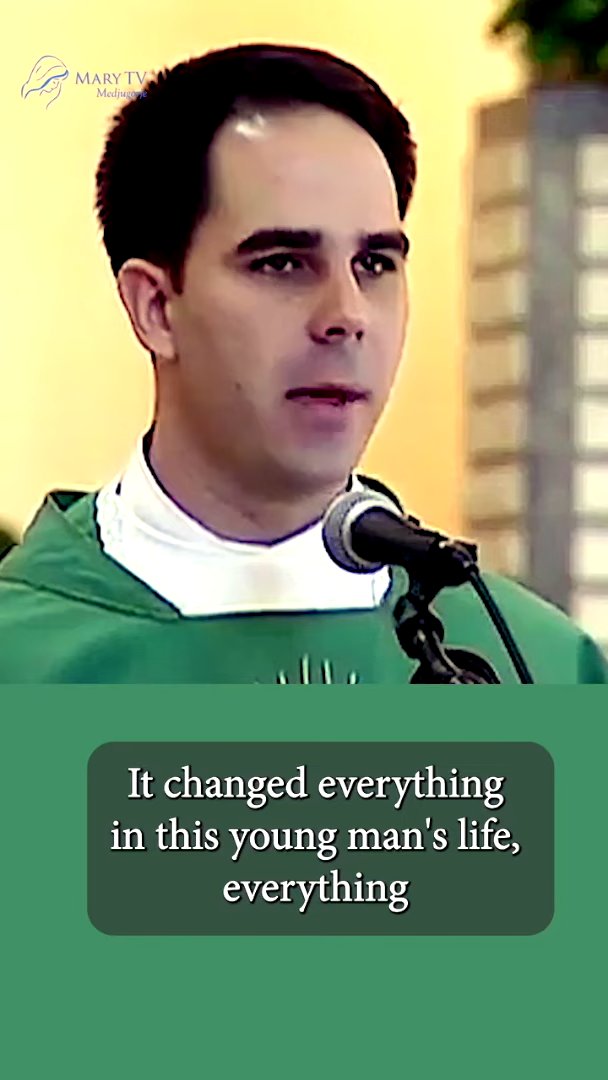 MARY TV
Medjugorje
It changed everything
in this young man's life,
everything